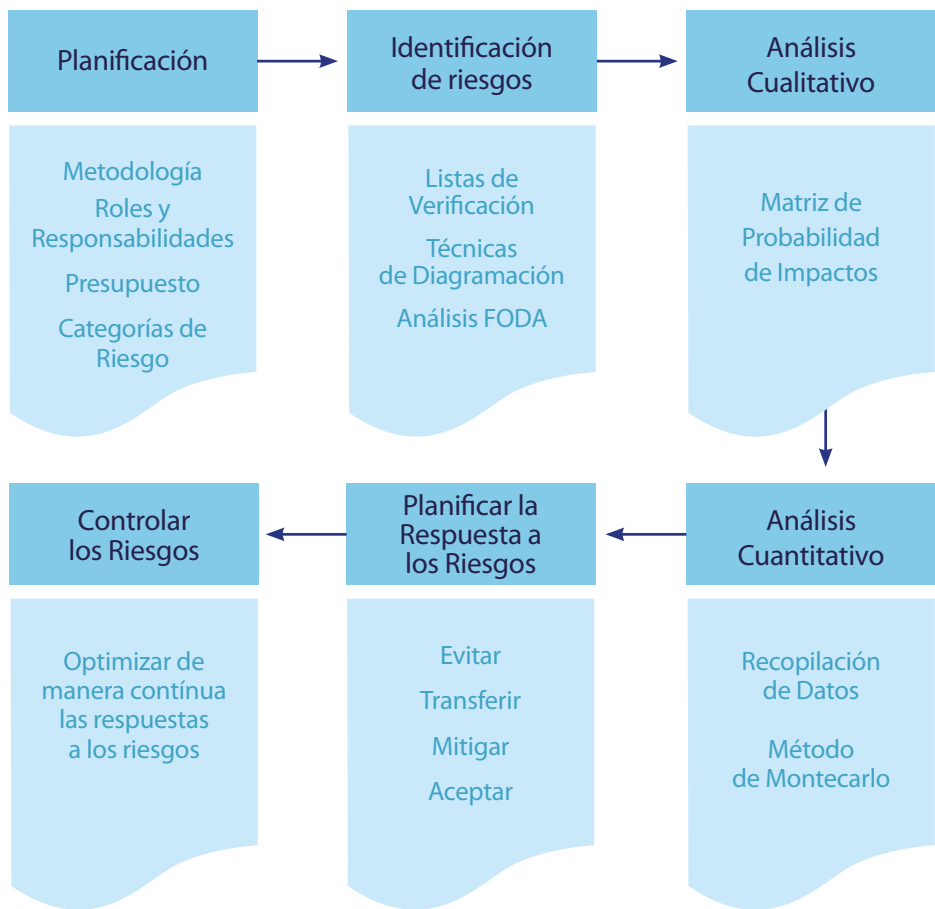 Planificación
Identificación
de riesgos
Análisis
Cualitativo
Metodología
Roles y
Responsabilidades
Presupuesto
Categorías de
Riesgo
Listas de
Verificación
Técnicas
de Diagramación
Análisis FODA
Matriz de
Probabilidad
de Impactos
Controlar
los Riesgos
Planificar la
Respuesta a
los Riesgos
Análisis
Cuantitativo
Optimizar de
manera contínua
las respuestas
a los riesgos
Evitar
Transferir
Mitigar
Aceptar
Recopilación
de Datos
Método
de Montecarlo